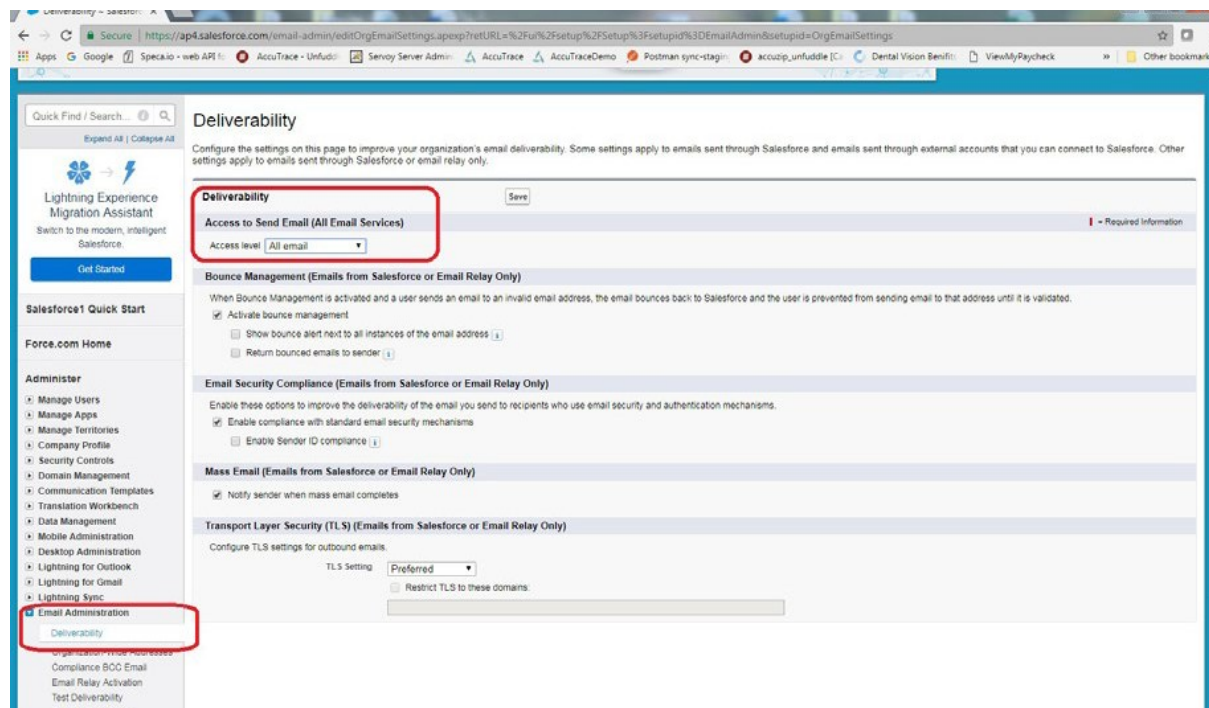 Deliverability ~ Salesfor
Secure https://ap4.salesforce.com/email-admin/editOrgEmailSettings.apexp?retURL=%2Fui%2Fsetup%2FSetup%3Fsetupid%3DEmailAdmin&setupid=OrgEmailSettings
Apps Google Speca.io - web API AccuTrace - Unfuddl Servoy Server Admin AccuTrace AccuTraceDemo Postman sync-stagin accuzip_unfuddle [C Dental Vision Benifits ViewMyPaycheck » Other bookmark
Quick Find / Search...
Expand All | Collapse All
Lightning Experience
Migration Assistant
Switch to the modern, intelligent
Salesforce.
Get Started
Salesforce1 Quick Start
Force.com Home
Administer
Manage Users
Manage Apps
Manage Territories
Company Profile
Security Controls
Domain Management
Communication Templates
Translation Workbench
Data Management
Mobile Administration
Desktop Administration
Lightning for Outlook
Lightning for Gmail
Lightning Sync
Email Administration
Deliverability
Organization-Wide Addresses
Compliance BCC Email
Email Relay Activation
Test Deliverability
Deliverability
Configure the settings on this page to improve your organization's email deliverability. Some settings apply to emails sent through Salesforce and emails sent through external accounts that you can connect to Salesforce. Other
settings apply to emails sent through Salesforce or email relay only.
Deliverability Save
Access to Send Email (All Email Services) = Required Information
Access level All email
Bounce Management (Emails from Salesforce or Email Relay Only)
When Bounce Management is activated and a user sends an email to an invalid email address, the email bounces back to Salesforce and the user is prevented from sending email to that address until it is validated.
Activate bounce management
Show bounce alert next to all instances of the email address i
Return bounced emails to sender i
Email Security Compliance (Emails from Salesforce or Email Relay Only)
Enable these options to improve the deliverability of the email you send to recipients who use email security and authentication mechanisms.
Enable compliance with standard email security mechanisms
Enable Sender ID compliance i
Mass Email (Emails from Salesforce or Email Relay Only)
Notify sender when mass email completes
Transport Layer Security (TLS) (Emails from Salesforce or Email Relay Only)
Configure TLS settings for outbound emails.
TLS Setting Preferred
Restrict TLS to these domains: